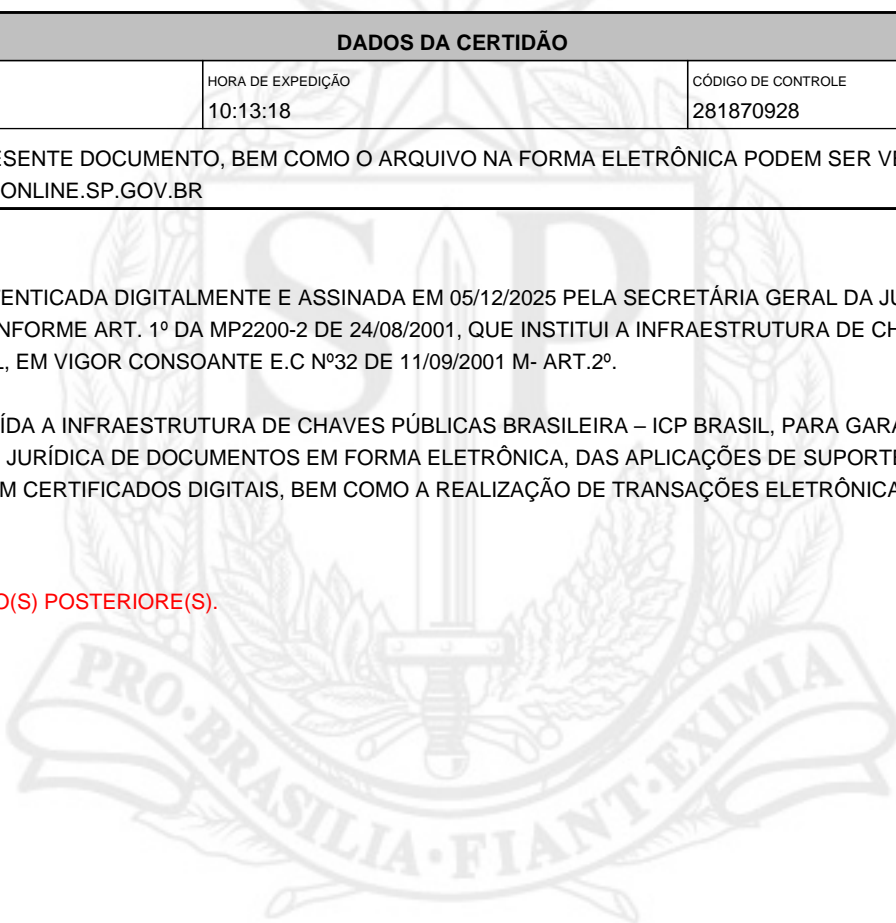 DADOS DA CERTIDÃO
HORA DE EXPEDIÇÃO
CÓDIGO DE CONTROLE
10:13:18
281870928
ESENTE DOCUMENTO, BEM COMO O ARQUIVO NA FORMA ELETRÔNICA PODEM SER VE
ONLINE.SP.GOV.BR
ENTICADA DIGITALMENTE E ASSINADA EM 05/12/2025 PELA SECRETÁRIA GERAL DA JU
NFORME ART. 1º DA MP2200-2 DE 24/08/2001, QUE INSTITUI A INFRAESTRUTURA DE CH
L, EM VIGOR CONSOANTE E.C Nº32 DE 11/09/2001 M- ART.2º.
ÍDA A INFRAESTRUTURA DE CHAVES PÚBLICAS BRASILEIRA – ICP BRASIL, PARA GARA
JURÍDICA DE DOCUMENTOS EM FORMA ELETRÔNICA, DAS APLICAÇÕES DE SUPORTE
M CERTIFICADOS DIGITAIS, BEM COMO A REALIZAÇÃO DE TRANSAÇÕES ELETRÔNICA
O(S) POSTERIORE(S).
SP
PRO·BRASILIA·FIANT·EXIMIA